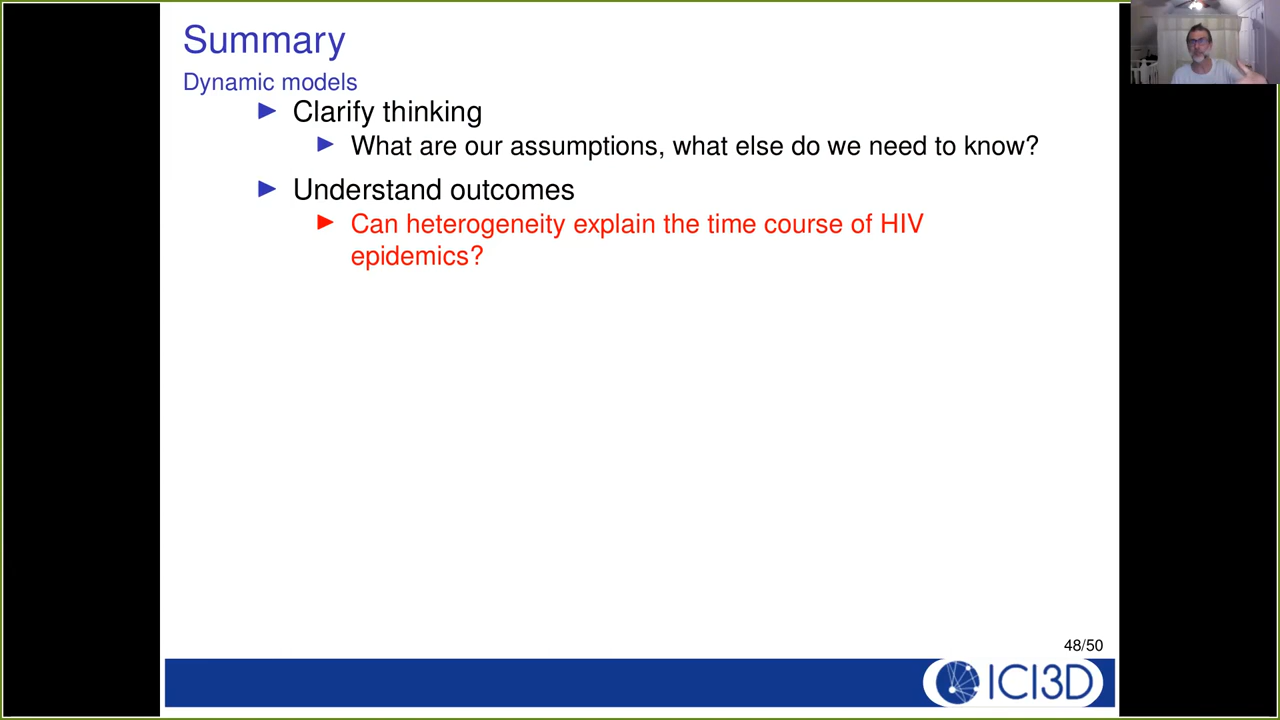 Summary
Dynamic models
Clarify thinking
What are our assumptions, what else do we need to know?
Understand outcomes
Can heterogeneity explain the time course of HIV
epidemics?
48/50
ICI3D